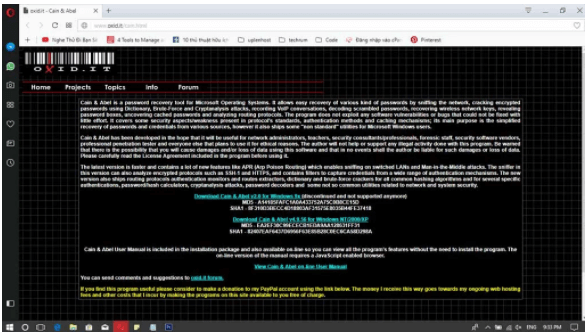 oxid.it - Cain & Abel
www.oxid.it/cain.html
Nghe Thử Đi Bạn Sẽ
4 Tools to Manage
10 thủ thuật hữu íc
uplenhost
technum
Code
Đăng nhập vào cPa
Pinterest
OXID.IT
Home Projects Topics Info Forum
Cain & Abel is a password recovery tool for Microsoft Operating Systems. It allows easy recovery of various kind of passwords by sniffing the network, cracking encrypted
passwords using Dictionary, Brute-Force and Cryptanalysis attacks, recording VoIP conversations, decoding scrambled passwords, recovering wireless network keys, revealing
password boxes, uncovering cached passwords and analyzing routing protocols. The program does not exploit any software vulnerabilities or bugs that could not be fixed with
little effort. It covers some security aspects/weakness present in protocol's standards, authentication methods and caching mechanisms; its main purpose is the simplified
recovery of passwords and credentials from various sources, however it also ships some "non standard" utilities for Microsoft Windows users.
Cain & Abel has been developed in the hope that it will be useful for network administrators, teachers, security consultants/professionals, forensic staff, security software vendors,
professional penetration tester and everyone else that plans to use it for ethical reasons. The author will not help or support any illegal activity done with this program. Be warned
that there is the possibility that you will cause damages and/or loss of data using this software and that in no events shall the author be liable for such damages or loss of data.
Please carefully read the License Agreement included in the program before using it.
The latest version is faster and contains a lot of new features like APR (Arp Poison Routing) which enables sniffing on switched LANs and Man-in-the-Middle attacks. The sniffer in
this version can also analyze encrypted protocols such as SSH-1 and HTTPS, and contains filters to capture credentials from a wide range of authentication mechanisms. The new
version also ships routing protocols authentication monitors and routes extractors, dictionary and brute-force crackers for all common hashing algorithms and for several specific
authentications, password/hash calculators, cryptanalysis attacks, password decoders and some not so common utilities related to network and system security.
Download Cain & Abel v2.0 for Windows 9x (discontinued and not supported anymore)
MD5 -
SHA1 -
Download Cain & Abel v4.9.56 for Windows NT/2000/XP
MD5 -
SHA1 -
Cain & Abel User Manual is included in the installation package and also available on-line so you can view all the program's features without the need to install the program. The
on-line version of the manual requires a JavaScript enabled browser.
View Cain & Abel on-line User Manual
You can send comments and suggestions to oxid.it forum.
If you find this program useful please consider to make a donation to my PayPal account using the link below. The money I receive this way goes towards my ongoing web hosting
fees and other costs that I incur by making the programs on this site available to you free of charge.
ENG 9:03 PM